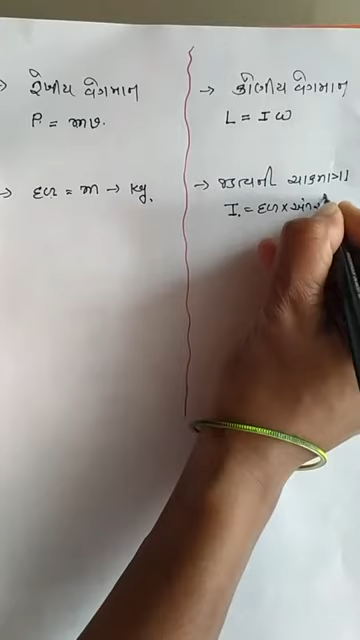 → રેખીય વેગમાન
P = mv.
→ દળ = m → kg.
→ કોણીય વેગમાન
L = I ω
→ જડત્વની ચાકમાત્રા
I. = દળ × અંતર